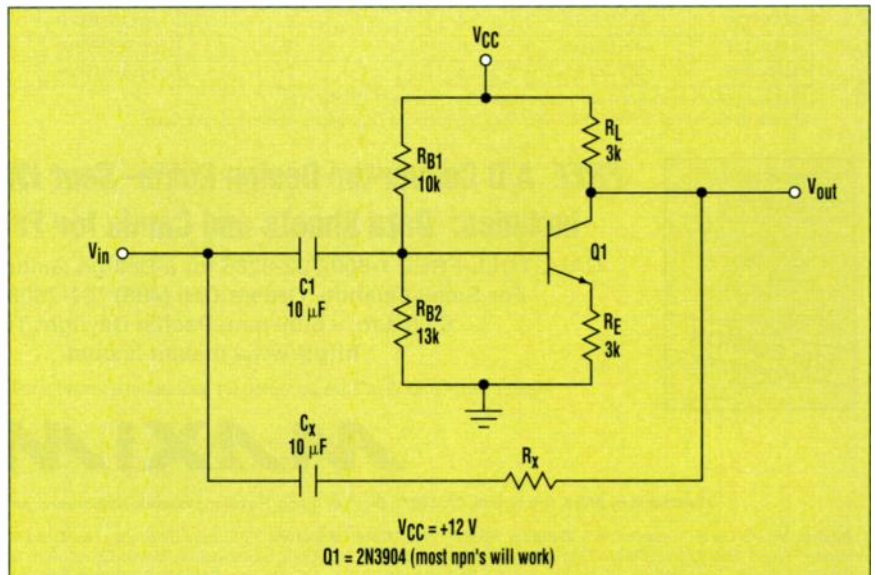 VCC
RL
3k
RB1
10k
Vout
Q1
Vin
C1
10 µF
RB2
13k
RE
3k
CX
10 µF
RX
VCC = +12 V
Q1 = 2N3904 (most npn's will work)